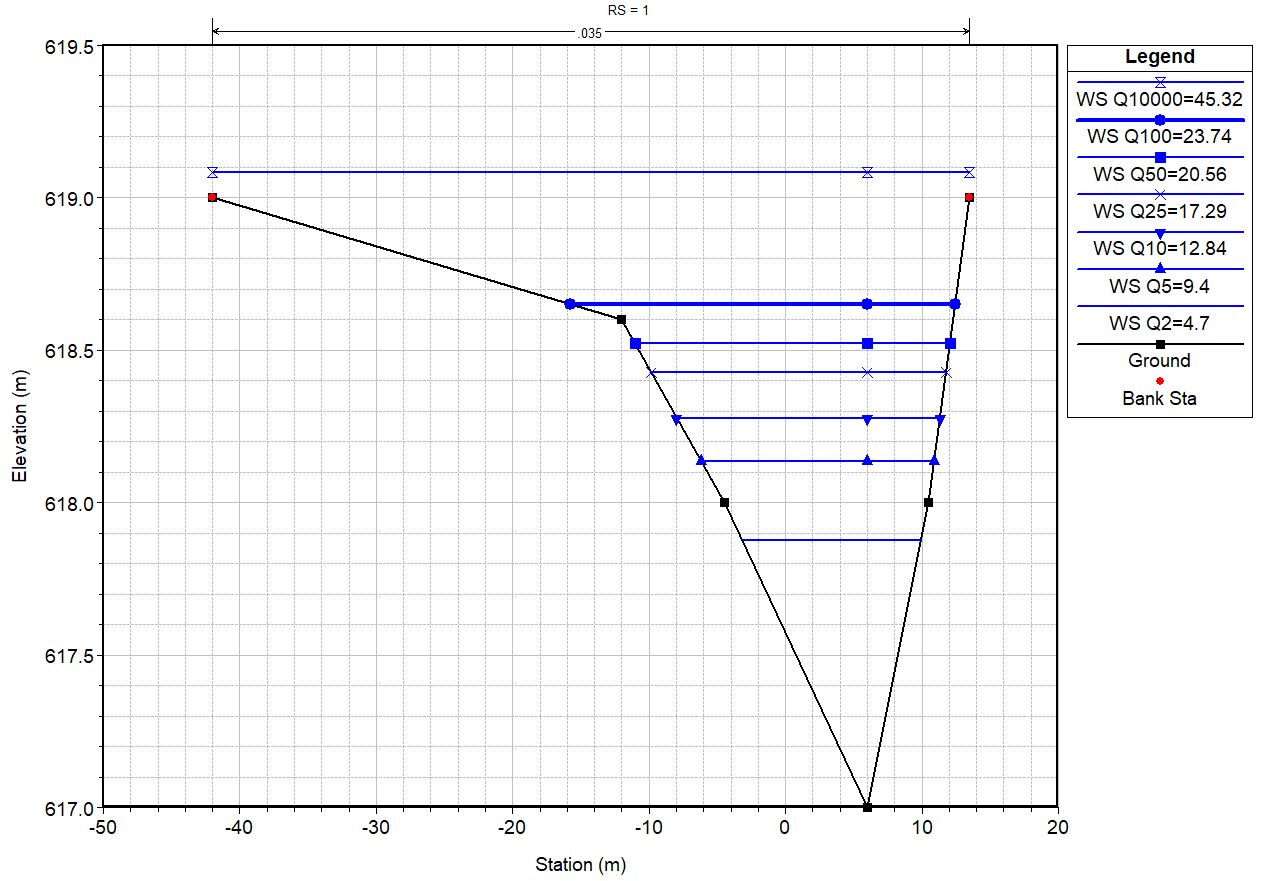 RS = 1
.035
619.5
619.0
618.5
618.0
617.5
617.0
-50
-40
-30
-20
-10
0
10
20
Station (m)
Elevation (m)
Legend
WS Q10000=45.32
WS Q100=23.74
WS Q50=20.56
WS Q25=17.29
WS Q10=12.84
WS Q5=9.4
WS Q2=4.7
Ground
Bank Sta